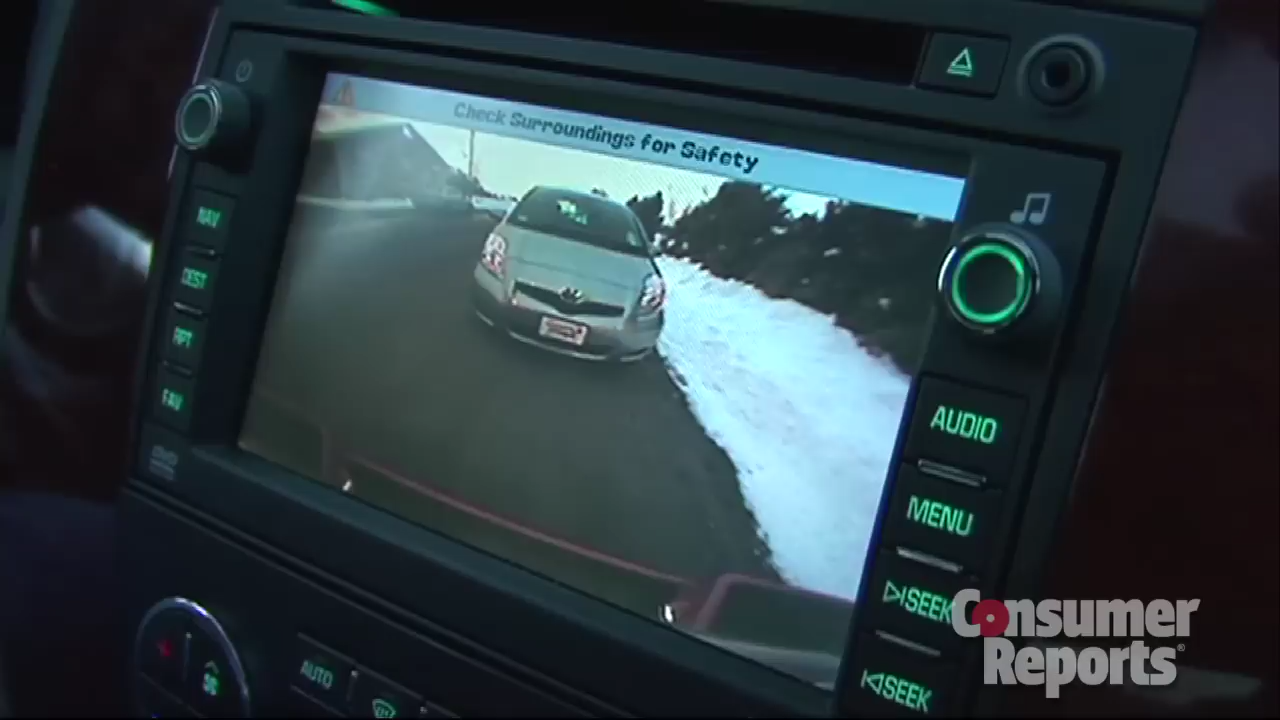 Check Surroundings for Safety
NAV
DEST
RPT
FAV
AUDIO
MENU
SEEK
SEEK
AUTO
Consumer
Reports®